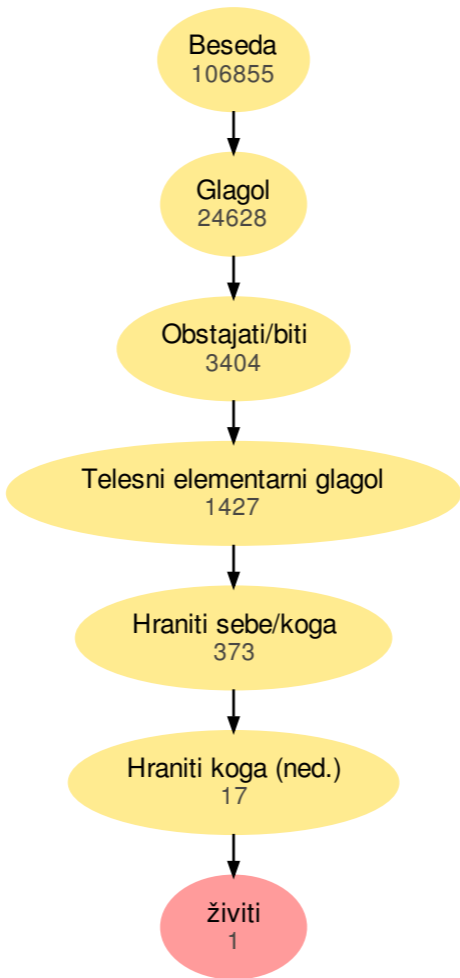 Beseda
106855
Glagol
24628
Obstajati/biti
3404
Telesni elementarni glagol
1427
Hraniti sebe/koga
373
Hraniti koga (ned.)
17
živiti
1